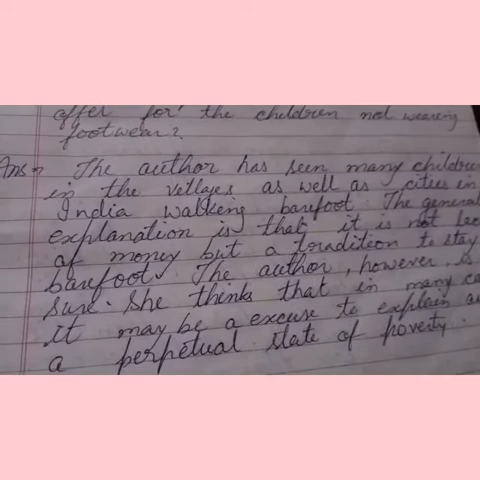 offer for the children not wearing
footwear?
Ans The author has seen many children
in the villages as well as cities in
India walking barefoot. The general
explanation is that it is not lac
of money but a tradition to stay
barefoot. The author, however, is
sure. She thinks that in many ca
it may be a excuse to explain a
a perpetual state of poverty.